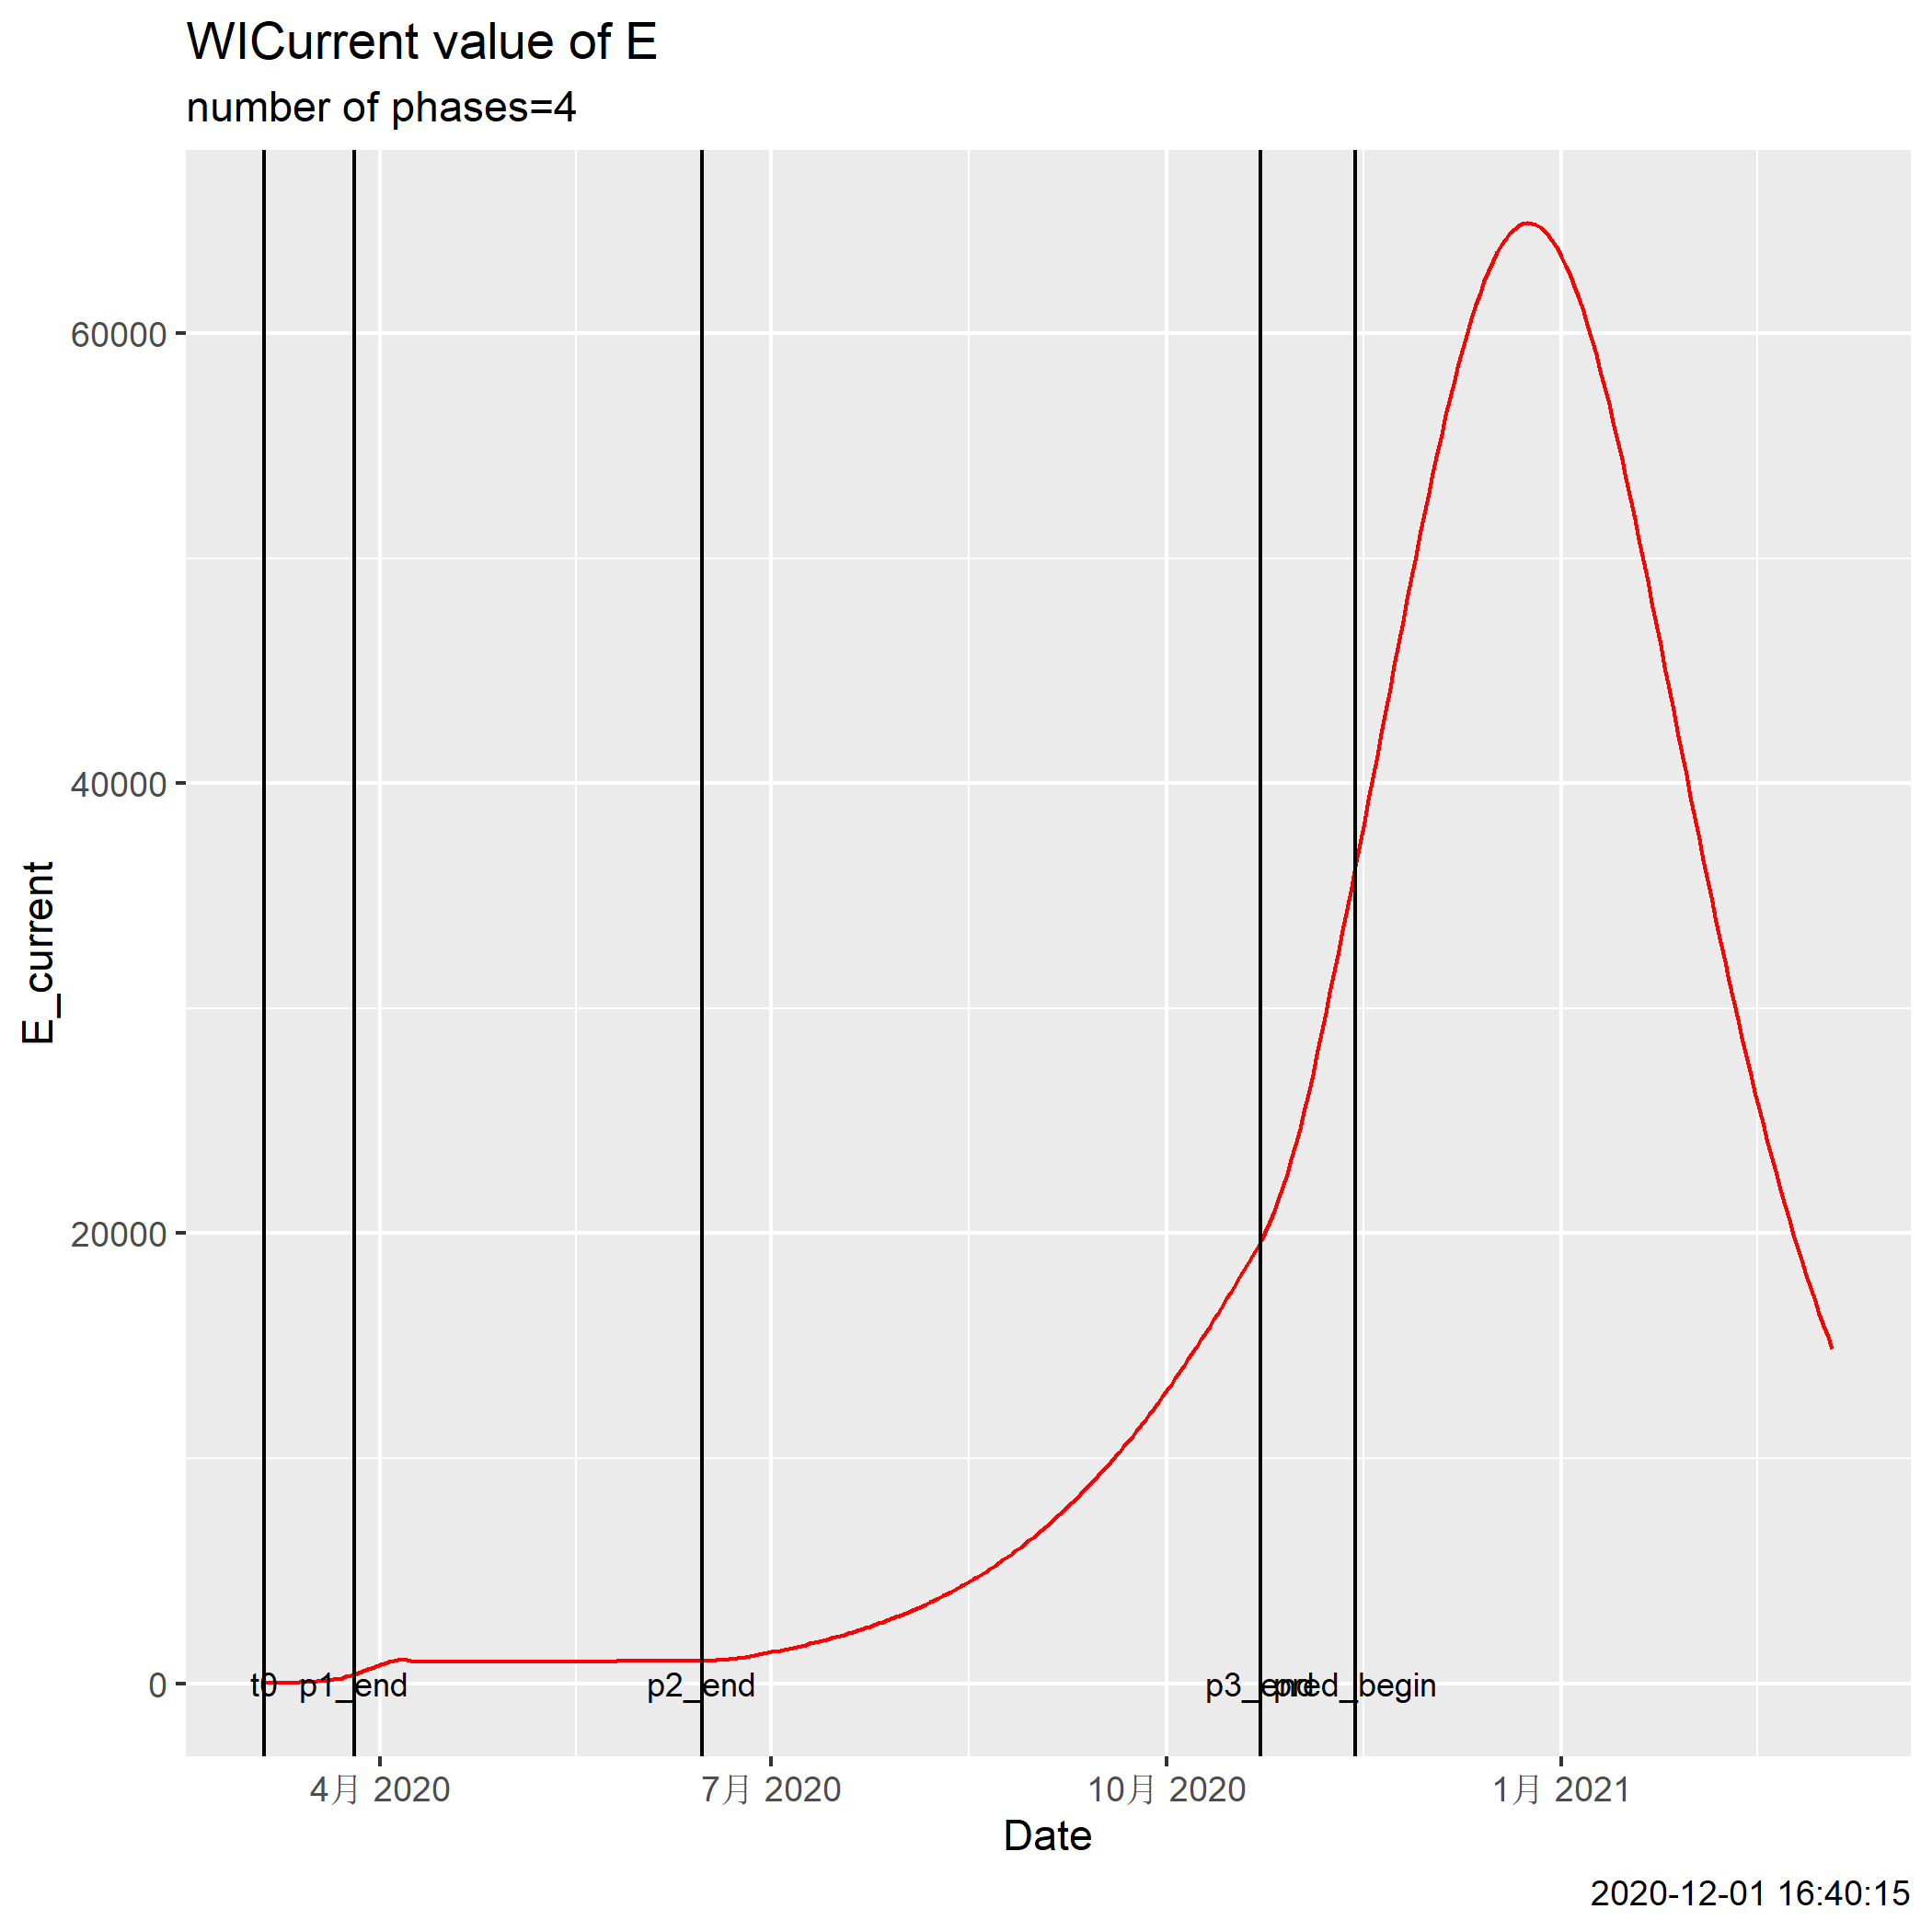 WICurrent value of E
number of phases=4
60000
40000
20000
0
E_current
t0 p1_end p2_end p3_end pred_begin
4月 2020 7月 2020 10月 2020 1月 2021
Date
2020-12-01 16:40:15